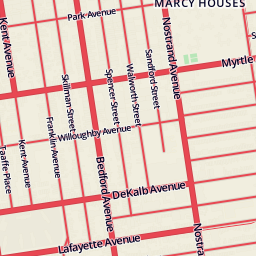 MARCY HOUSES
Park Avenue
Kent Avenue
Nostrand Avenue
Sandford Street
Walworth Street
Spencer Street
Skillman Street
Myrtle
Willoughby Avenue
Franklin Avenue
Kent Avenue
Taaffe Place
Bedford Avenue
DeKalb Avenue
Nostra
Lafayette Avenue